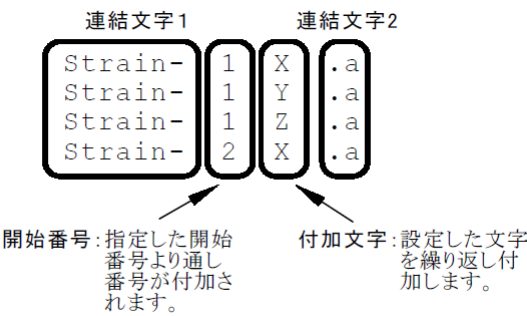 連結文字1 連結文字2
Strain- 1 X .a
Strain- 1 Y .a
Strain- 1 Z .a
Strain- 2 X .a
開始番号:指定した開始
番号より通し
番号が付加さ
れます。
付加文字:設定した文字
を繰り返し付
加します。